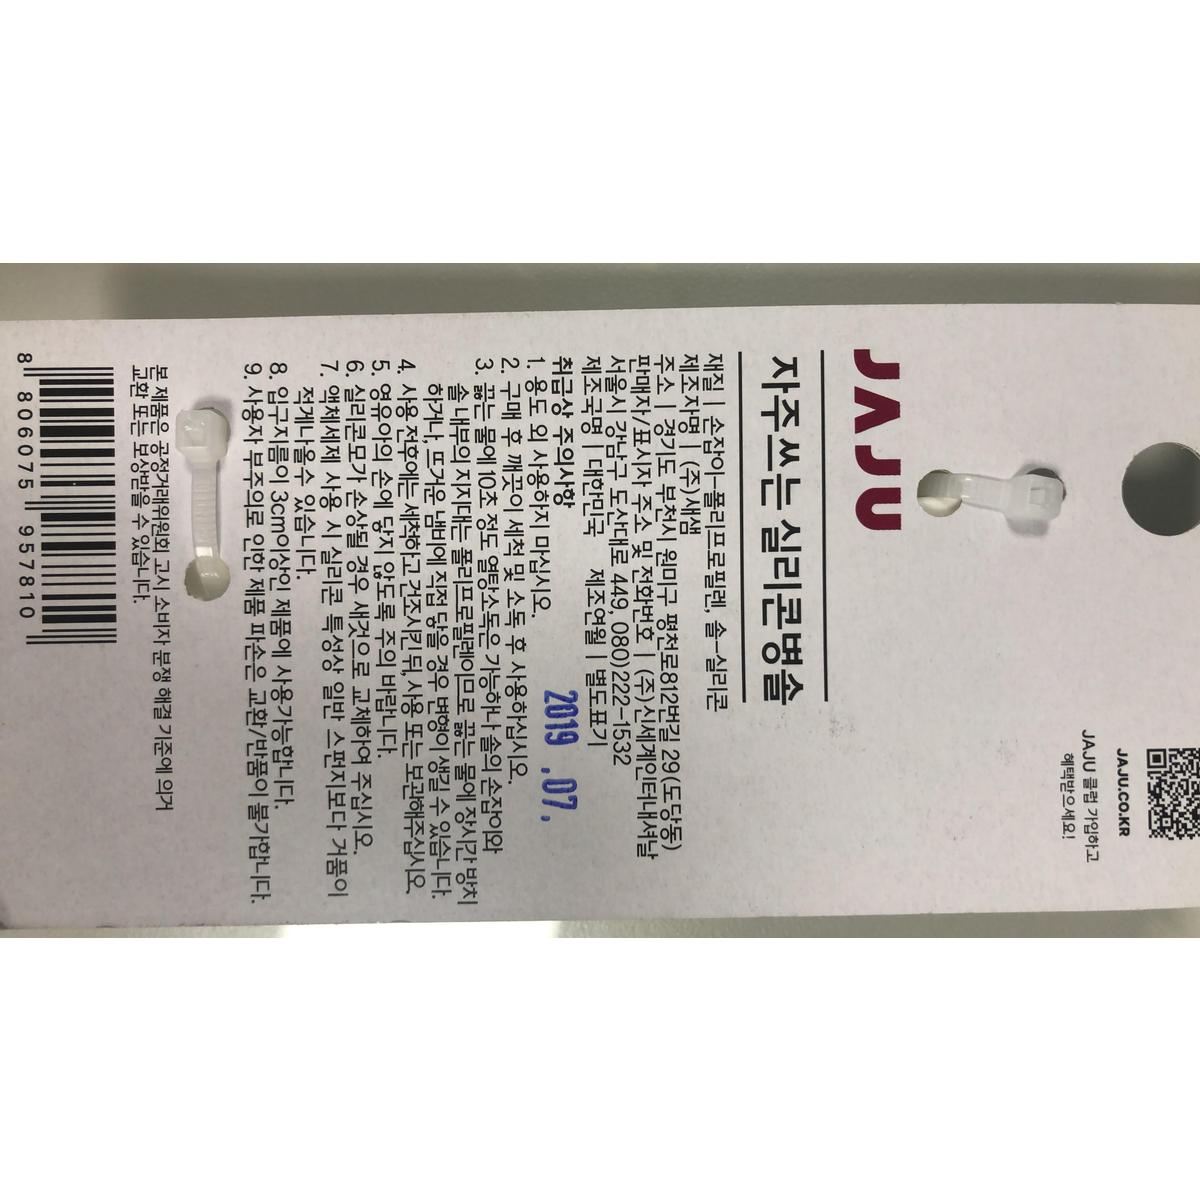 JAJU.CO.KR
JAJU 클럽 가입하고
혜택받으세요!
JAJU
자주 쓰는 실리콘병솔
재질 | 손잡이-폴리프로필렌, 솔-실리콘
제조자명 | (주)새샘
주소 | 경기도 부천시 원미구 평천로812번길 29(도당동)
판매자/표시자 주소 및 전화번호 | (주)신세계인터내셔날
서울시 강남구 도산대로 449, 080)222-1532
제조국명 | 대한민국 제조연월 | 별도표기
취급상 주의사항
2019 .07.
1. 용도 외 사용하지 마십시오.
2. 구매 후 깨끗이 세척 및 소독 후 사용하십시오.
3. 끓는 물에 10초 정도 열탕소독은 가능하나 솔의 손잡이와
솔 내부의 지지대는 폴리프로필렌이므로 끓는 물에 장시간 방치
하거나, 뜨거운 냄비에 직접 닿을 경우 변형이 생길 수 있습니다.
4. 사용 전후에는 세척하고 건조시킨 뒤, 사용 또는 보관해주십시오.
5. 영유아의 손에 닿지 않도록 주의 바랍니다.
6. 실리콘모가 손상될 경우 새것으로 교체하여 주십시오.
7. 액체세제 사용 시 실리콘 특성상 일반 스펀지보다 거품이
적게나올수 있습니다.
8. 입구지름이 3cm이상인 제품에 사용가능합니다.
9. 사용자 부주의로 인한 제품 파손은 교환/반품이 불가합니다.
본 제품은 공정거래위원회 고시 소비자 분쟁 해결 기준에 의거
교환 또는 보상받을 수 있습니다.
8 806075 957810